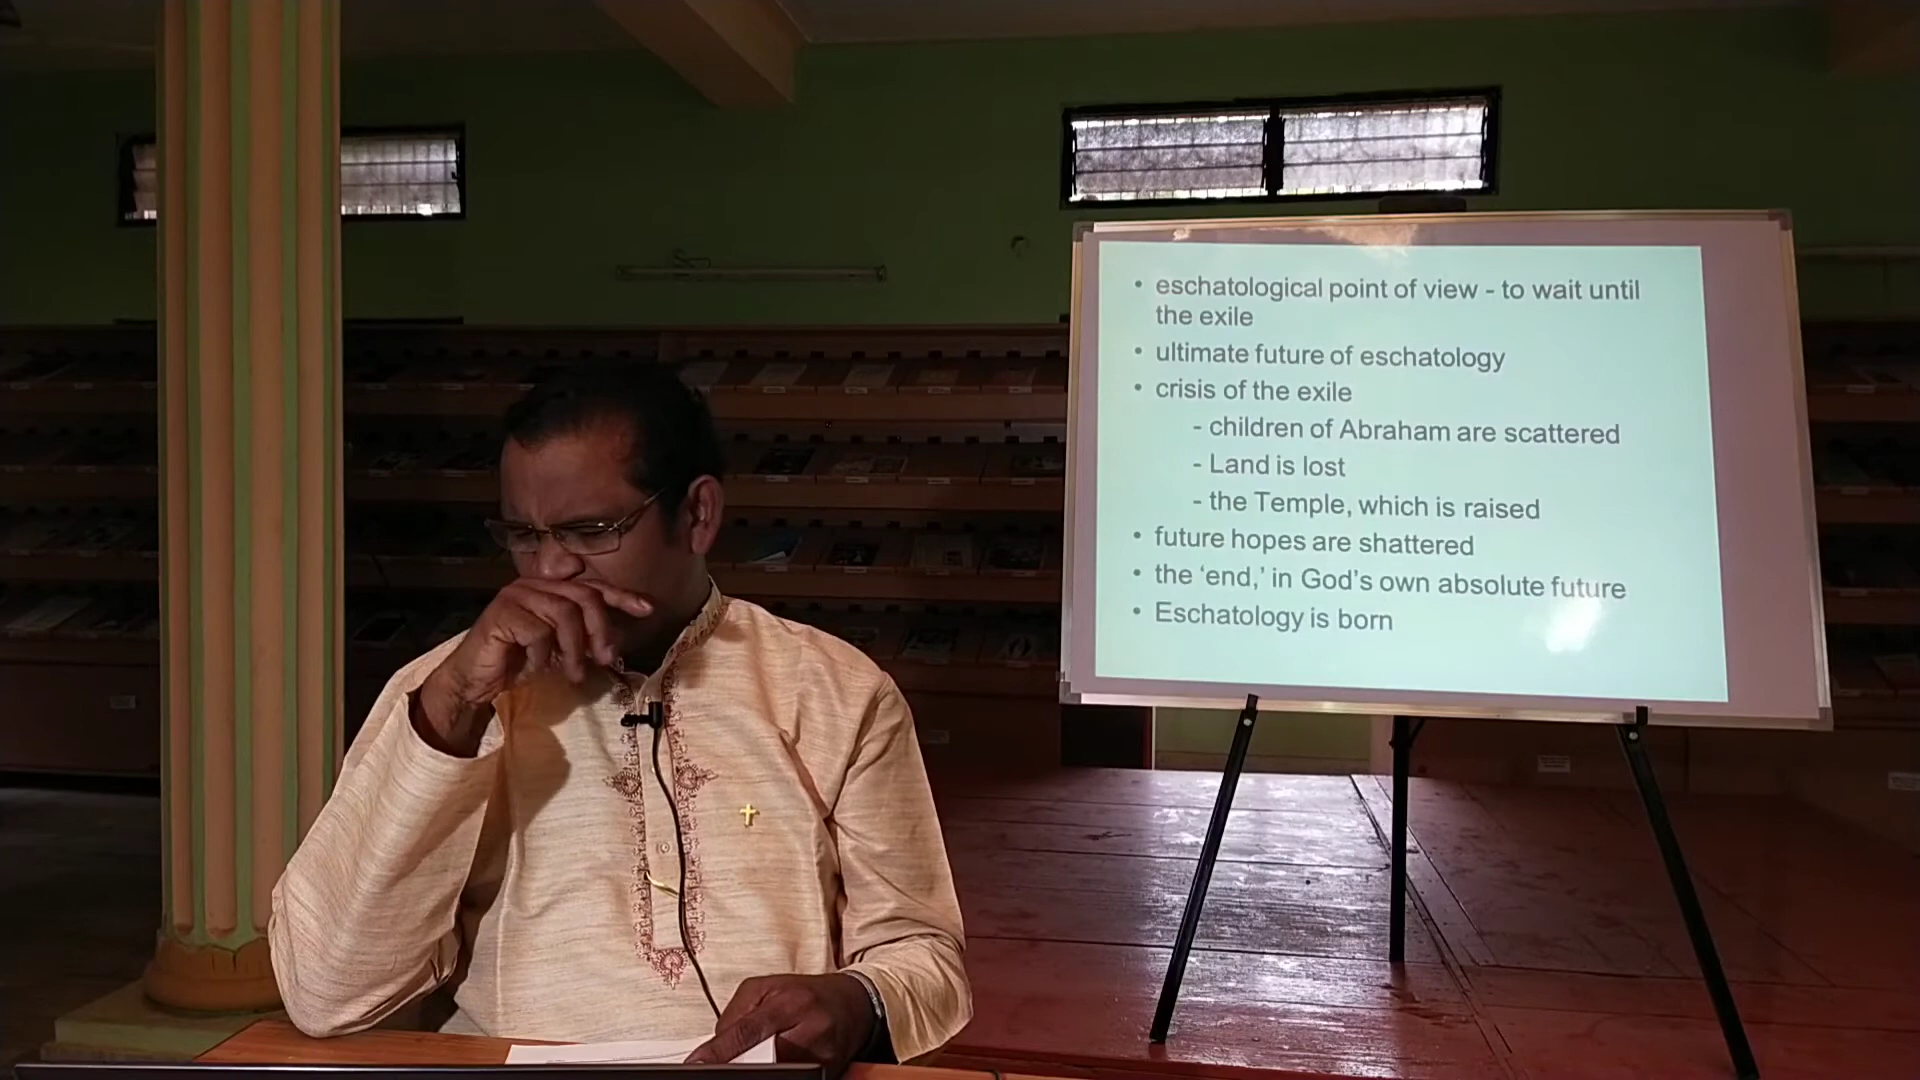 • eschatological point of view - to wait until
the exile
• ultimate future of eschatology
• crisis of the exile
- children of Abraham are scattered
- Land is lost
- the Temple, which is raised
• future hopes are shattered
• the ‘end,’ in God’s own absolute future
• Eschatology is born